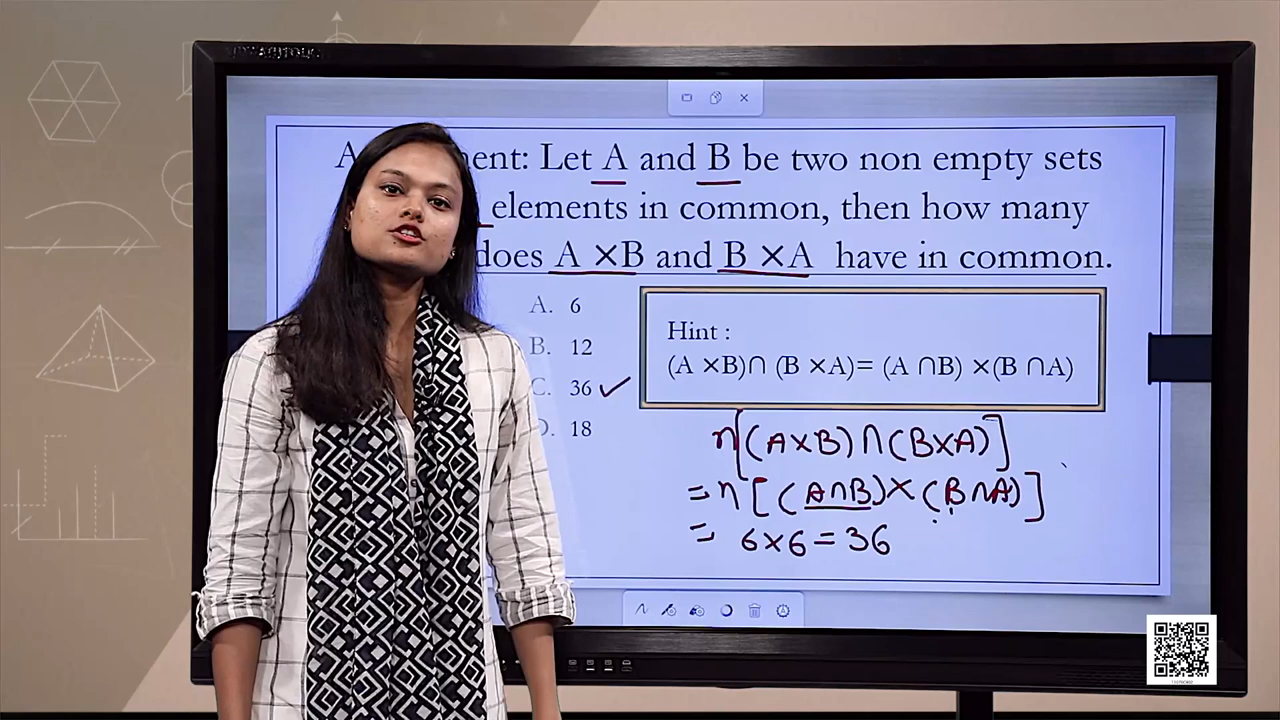 A ent: Let A and B be two non empty sets
elements in common, then how many
does A ×B and B ×A have in common.
A. 6
B. 12
C. 36 ✓
D. 18
Hint :
(A ×B)∩ (B ×A)= (A ∩B) ×(B ∩A)
n[(A×B)∩(B×A)]
=n[(A∩B)×(B∩A)]
= 6×6=36